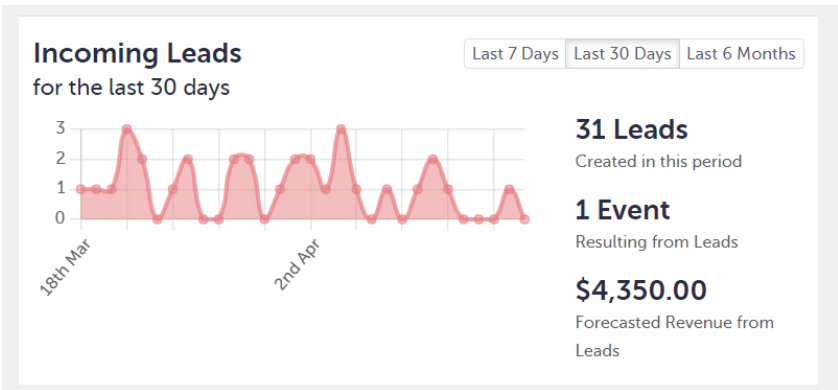 Incoming Leads
for the last 30 days
Last 7 Days
Last 30 Days
Last 6 Months
3
2
1
0
18th Mar
2nd Apr
31 Leads
Created in this period
1 Event
Resulting from Leads
$4,350.00
Forecasted Revenue from
Leads